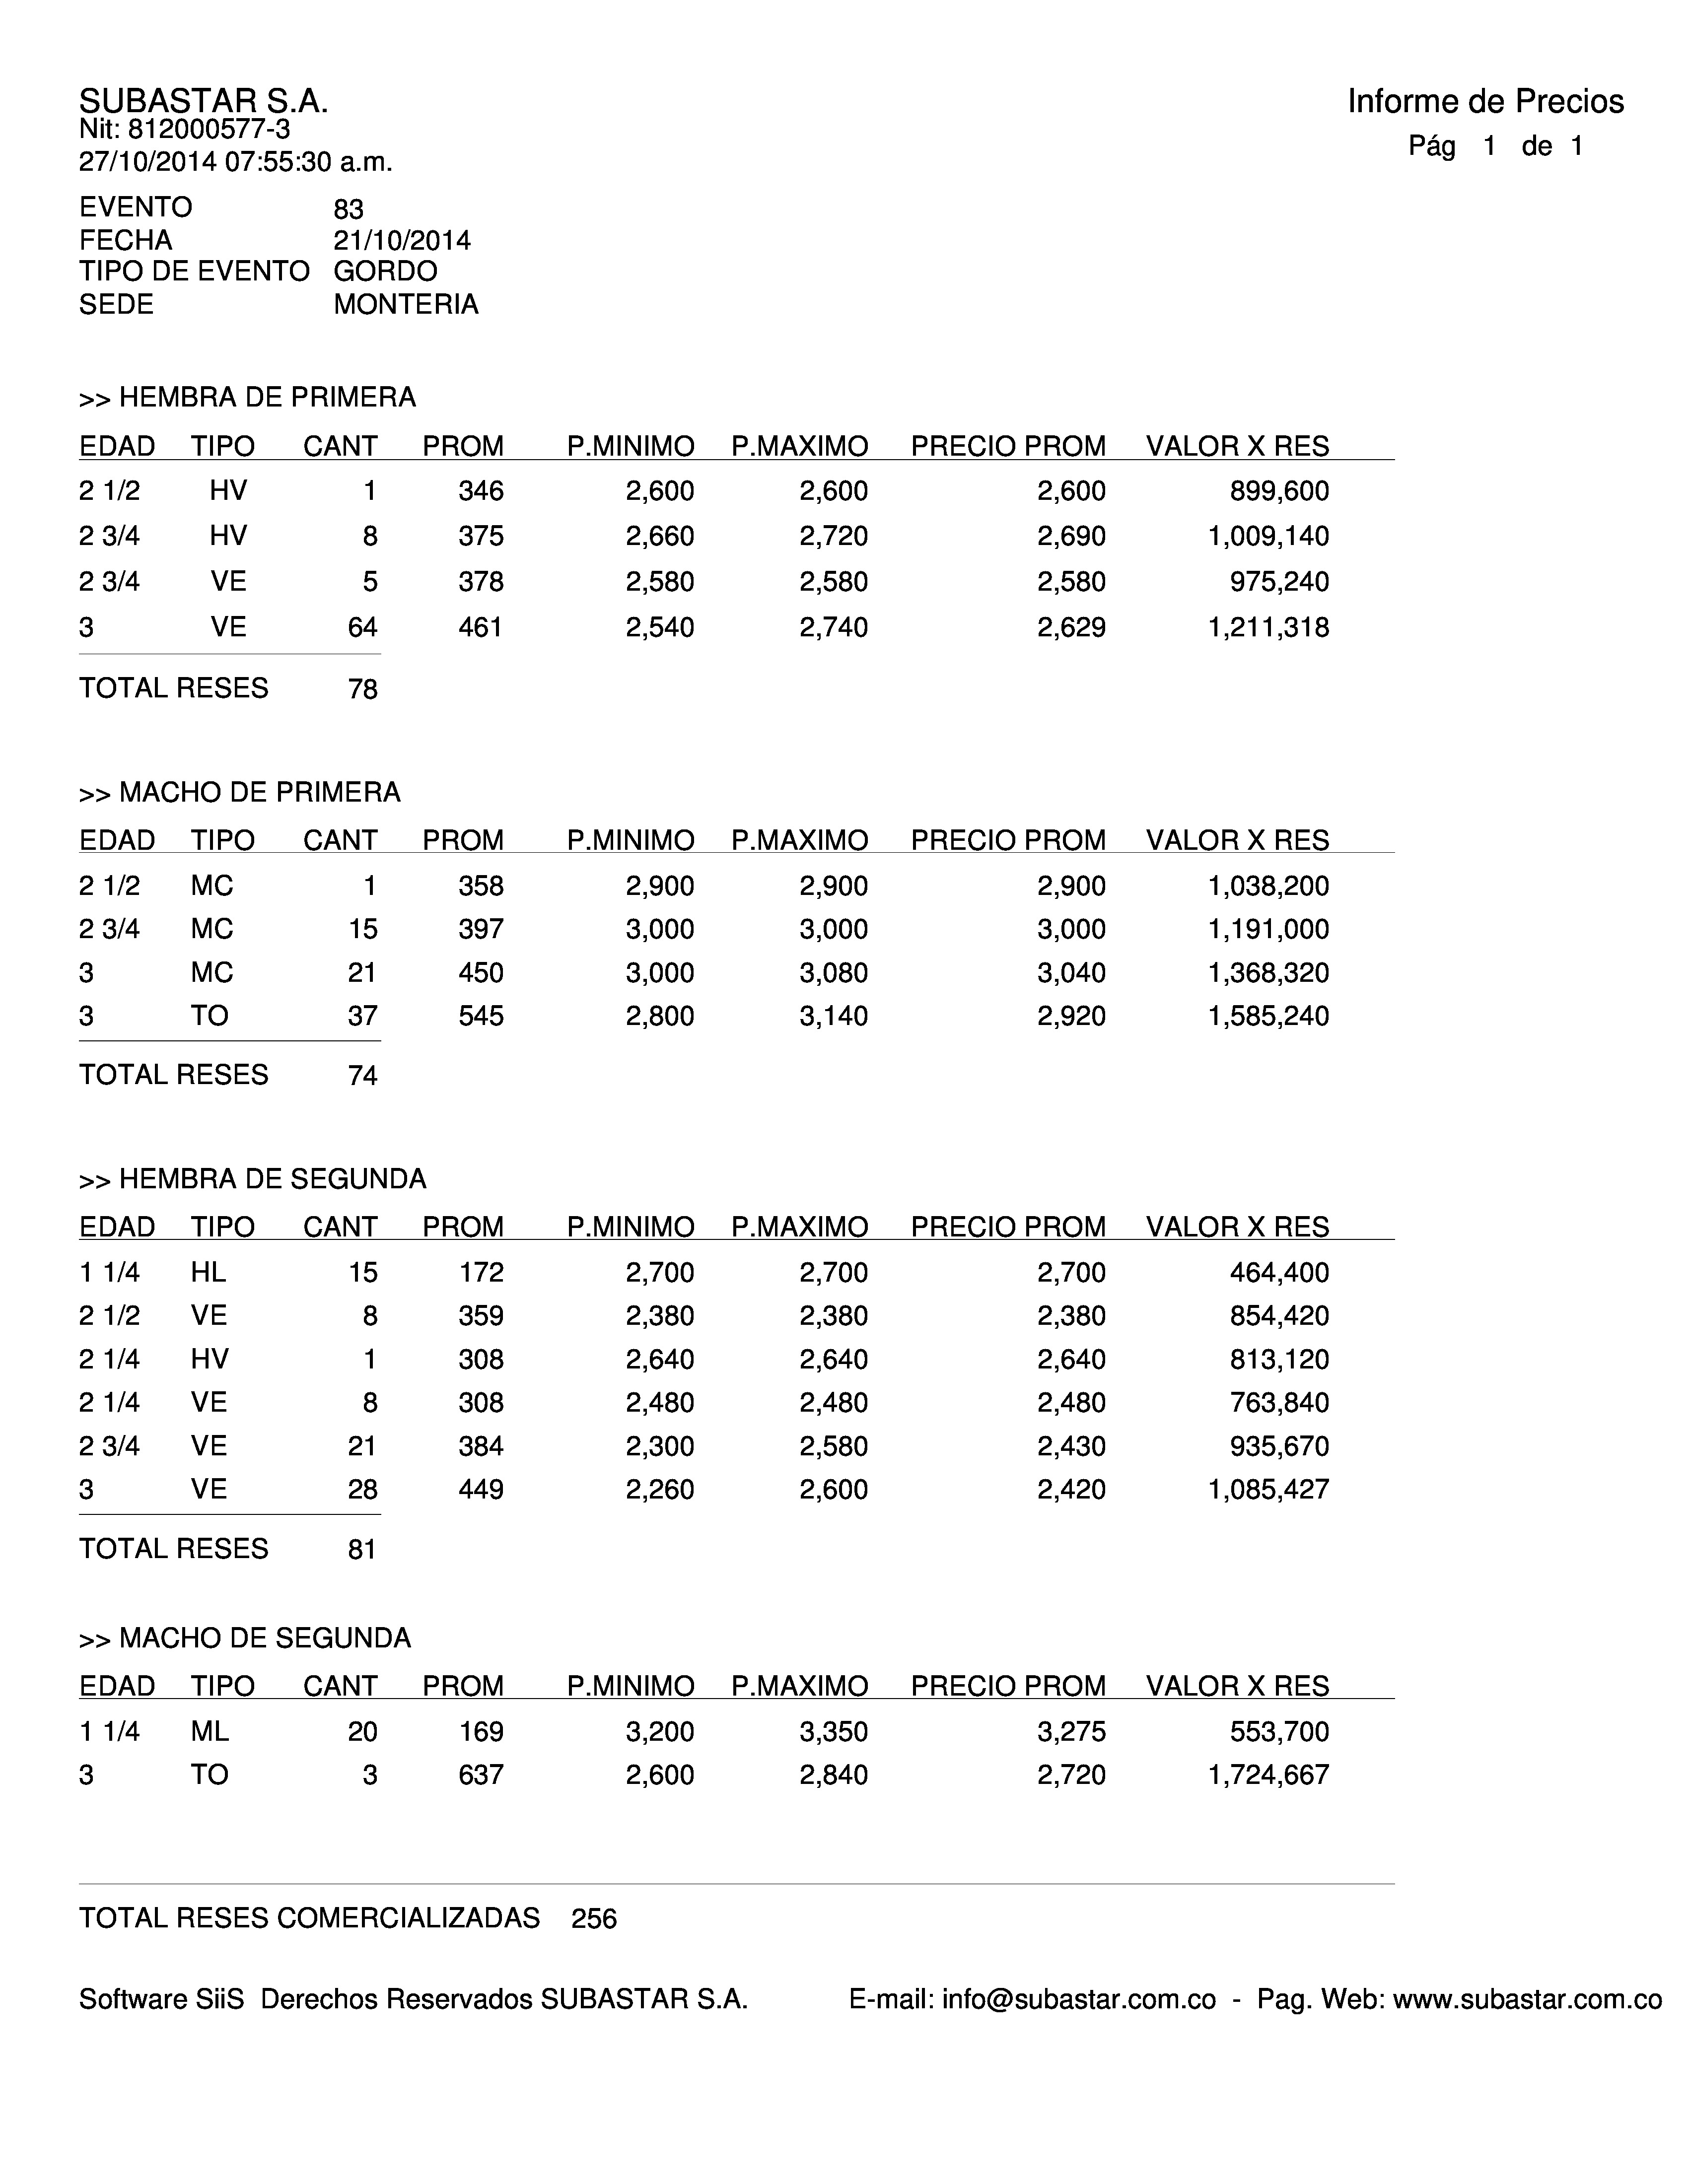 SUBASTAR S.A.
Informe de Precios
Nit: 812000577-3
Pág 1 de 1
27/10/2014 07:55:30 a.m.
EVENTO 83
FECHA 21/10/2014
TIPO DE EVENTO GORDO
SEDE MONTERIA
>> HEMBRA DE PRIMERA
EDAD TIPO CANT PROM P.MINIMO P.MAXIMO PRECIO PROM VALOR X RES
2 1/2 HV 1 346 2,600 2,600 2,600 899,600
2 3/4 HV 8 375 2,660 2,720 2,690 1,009,140
2 3/4 VE 5 378 2,580 2,580 2,580 975,240
3 VE 64 461 2,540 2,740 2,629 1,211,318
TOTAL RESES 78
>> MACHO DE PRIMERA
EDAD TIPO CANT PROM P.MINIMO P.MAXIMO PRECIO PROM VALOR X RES
2 1/2 MC 1 358 2,900 2,900 2,900 1,038,200
2 3/4 MC 15 397 3,000 3,000 3,000 1,191,000
3 MC 21 450 3,000 3,080 3,040 1,368,320
3 TO 37 545 2,800 3,140 2,920 1,585,240
TOTAL RESES 74
>> HEMBRA DE SEGUNDA
EDAD TIPO CANT PROM P.MINIMO P.MAXIMO PRECIO PROM VALOR X RES
1 1/4 HL 15 172 2,700 2,700 2,700 464,400
2 1/2 VE 8 359 2,380 2,380 2,380 854,420
2 1/4 HV 1 308 2,640 2,640 2,640 813,120
2 1/4 VE 8 308 2,480 2,480 2,480 763,840
2 3/4 VE 21 384 2,300 2,580 2,430 935,670
3 VE 28 449 2,260 2,600 2,420 1,085,427
TOTAL RESES 81
>> MACHO DE SEGUNDA
EDAD TIPO CANT PROM P.MINIMO P.MAXIMO PRECIO PROM VALOR X RES
1 1/4 ML 20 169 3,200 3,350 3,275 553,700
3 TO 3 637 2,600 2,840 2,720 1,724,667
TOTAL RESES COMERCIALIZADAS 256
Software SiiS Derechos Reservados SUBASTAR S.A. E-mail: info@subastar.com.co - Pag. Web: www.subastar.com.co